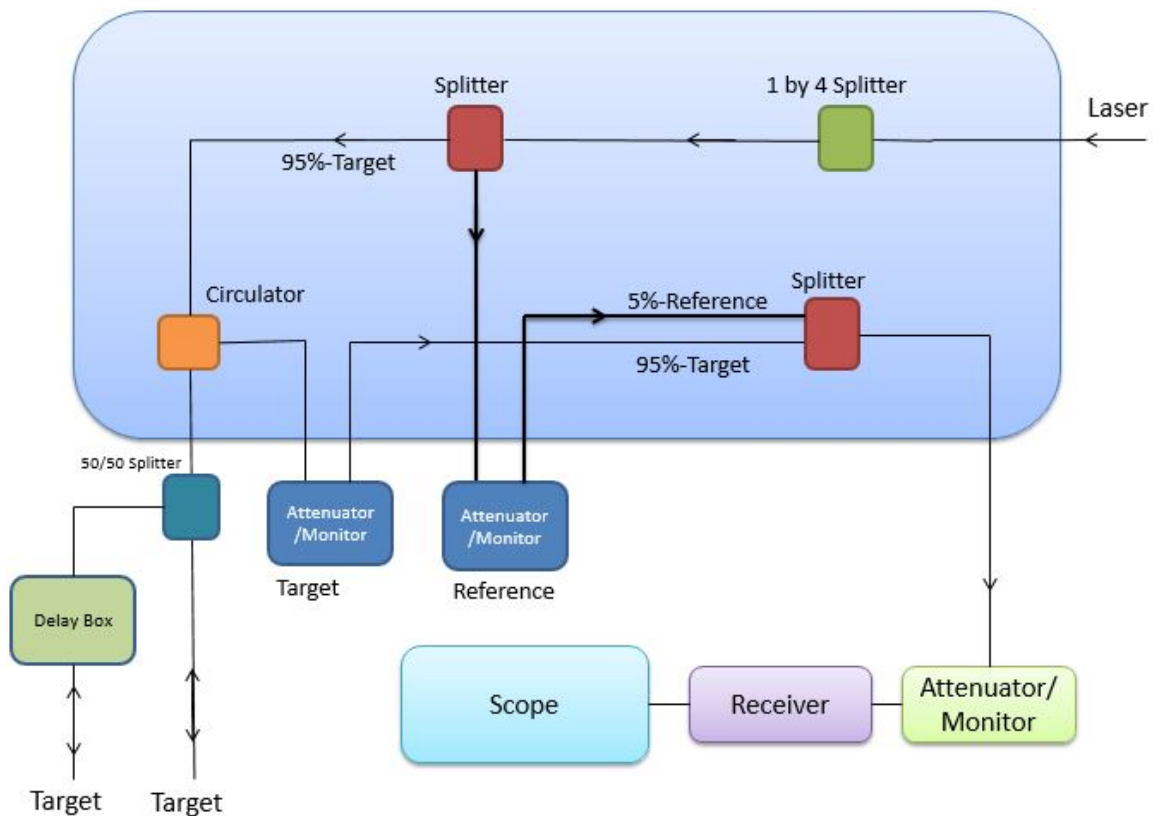 Splitter
1 by 4 Splitter
Laser
95%-Target
Circulator
5%-Reference
Splitter
95%-Target
50/50 Splitter
Attenuator
/Monitor
Attenuator
/Monitor
Target
Reference
Delay Box
Scope
Receiver
Attenuator/
Monitor
Target
Target